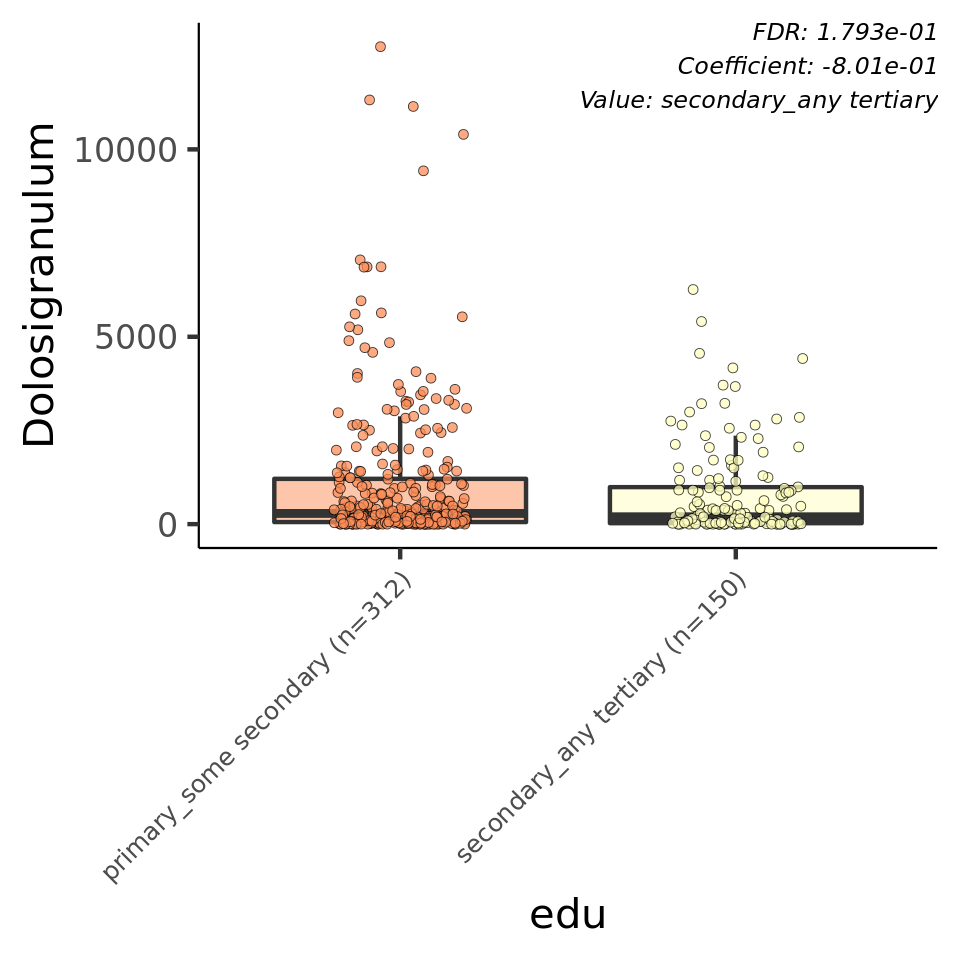 FDR: 1.793e-01
Coefficient: -8.01e-01
Value: secondary_any tertiary
Dolosigranulum
10000
5000
0
primary_some secondary (n=312)
secondary_any tertiary (n=150)
edu